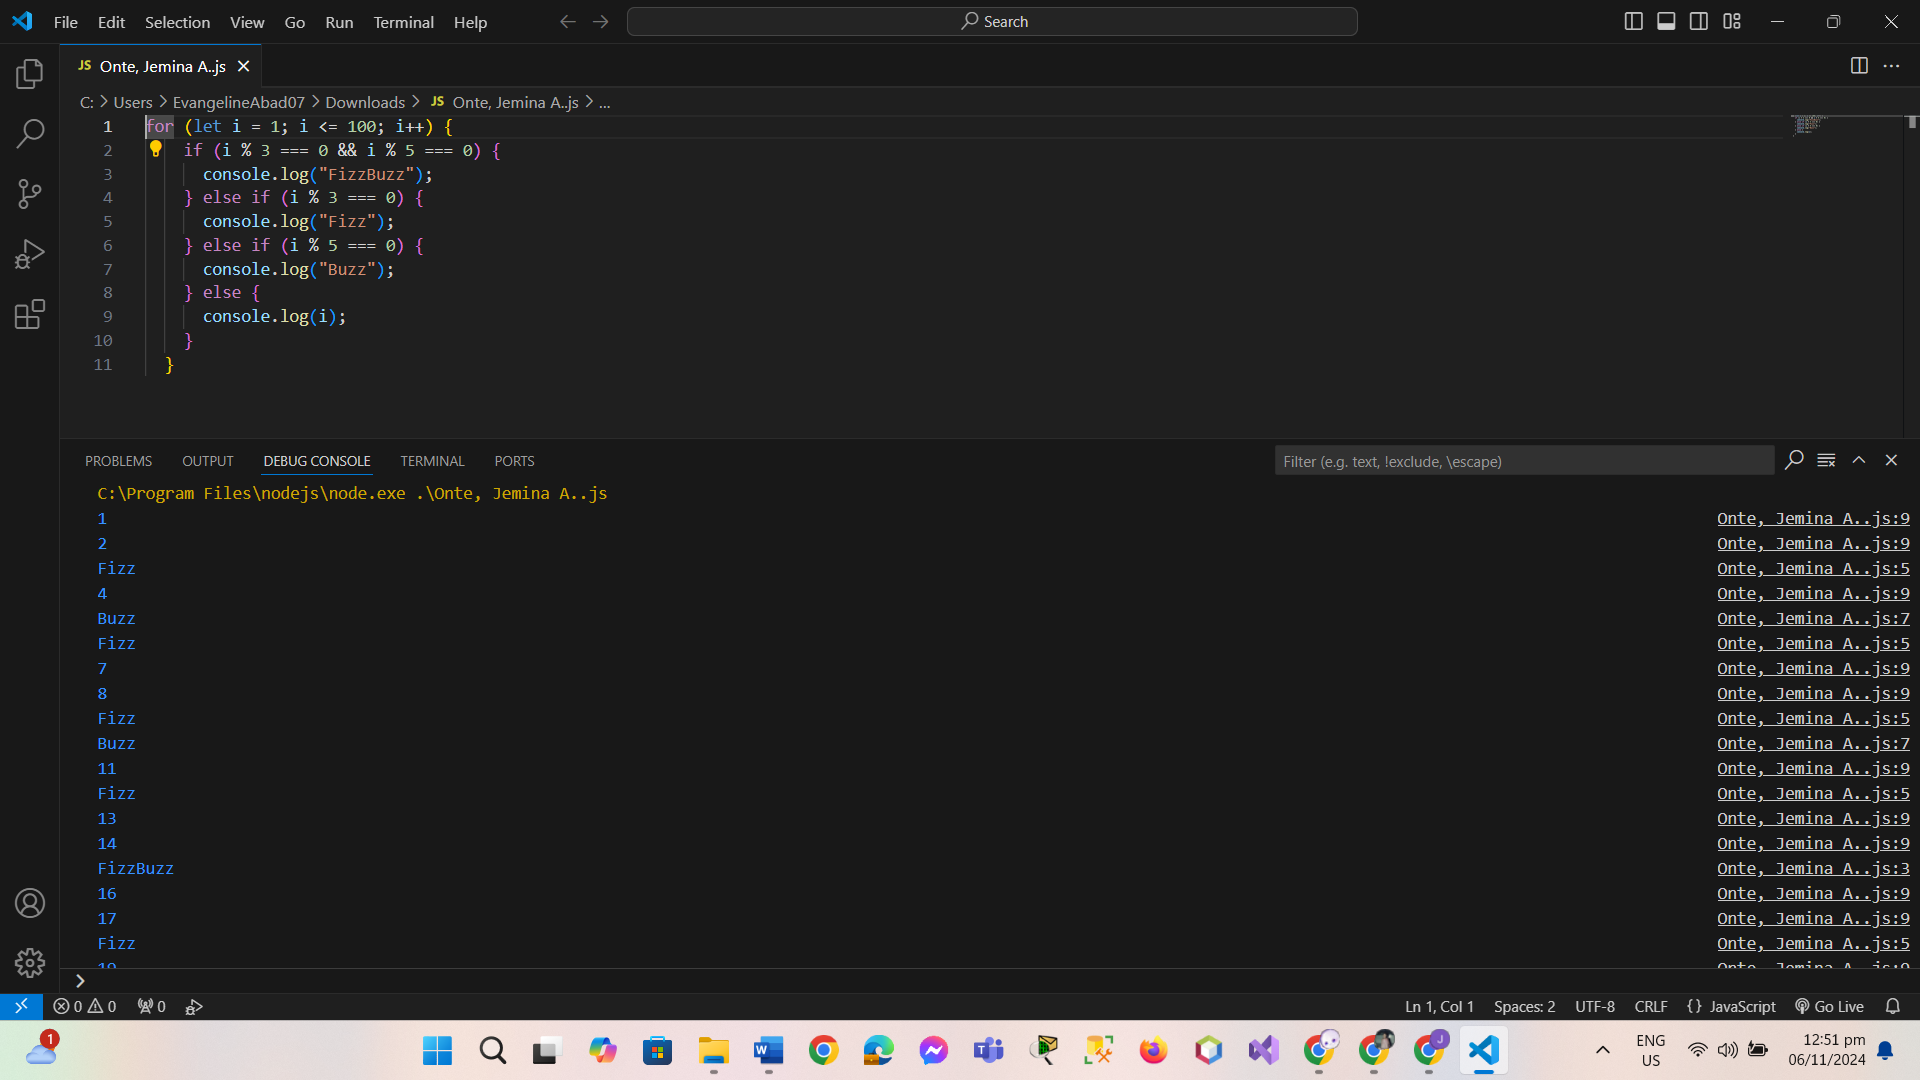 File Edit Selection View Go Run Terminal Help Search
JS Onte, Jemina A..js
C: > Users > EvangelineAbad07 > Downloads > JS Onte, Jemina A..js > ...
1 for (let i = 1; i <= 100; i++) {
2 if (i % 3 === 0 && i % 5 === 0) {
3 console.log("FizzBuzz");
4 } else if (i % 3 === 0) {
5 console.log("Fizz");
6 } else if (i % 5 === 0) {
7 console.log("Buzz");
8 } else {
9 console.log(i);
10 }
11 }
PROBLEMS OUTPUT DEBUG CONSOLE TERMINAL PORTS Filter (e.g. text, !exclude, \escape)
C:\Program Files\nodejs\node.exe .\Onte, Jemina A..js
1 Onte, Jemina A..js:9
2 Onte, Jemina A..js:9
Fizz Onte, Jemina A..js:5
4 Onte, Jemina A..js:9
Buzz Onte, Jemina A..js:7
Fizz Onte, Jemina A..js:5
7 Onte, Jemina A..js:9
8 Onte, Jemina A..js:9
Fizz Onte, Jemina A..js:5
Buzz Onte, Jemina A..js:7
11 Onte, Jemina A..js:9
Fizz Onte, Jemina A..js:5
13 Onte, Jemina A..js:9
14 Onte, Jemina A..js:9
FizzBuzz Onte, Jemina A..js:3
16 Onte, Jemina A..js:9
17 Onte, Jemina A..js:9
Fizz Onte, Jemina A..js:5
19 Onte, Jemina A..js:9
>
0 0 0 Ln 1, Col 1 Spaces: 2 UTF-8 CRLF {} JavaScript Go Live
1 ENG 12:51 pm
US 06/11/2024